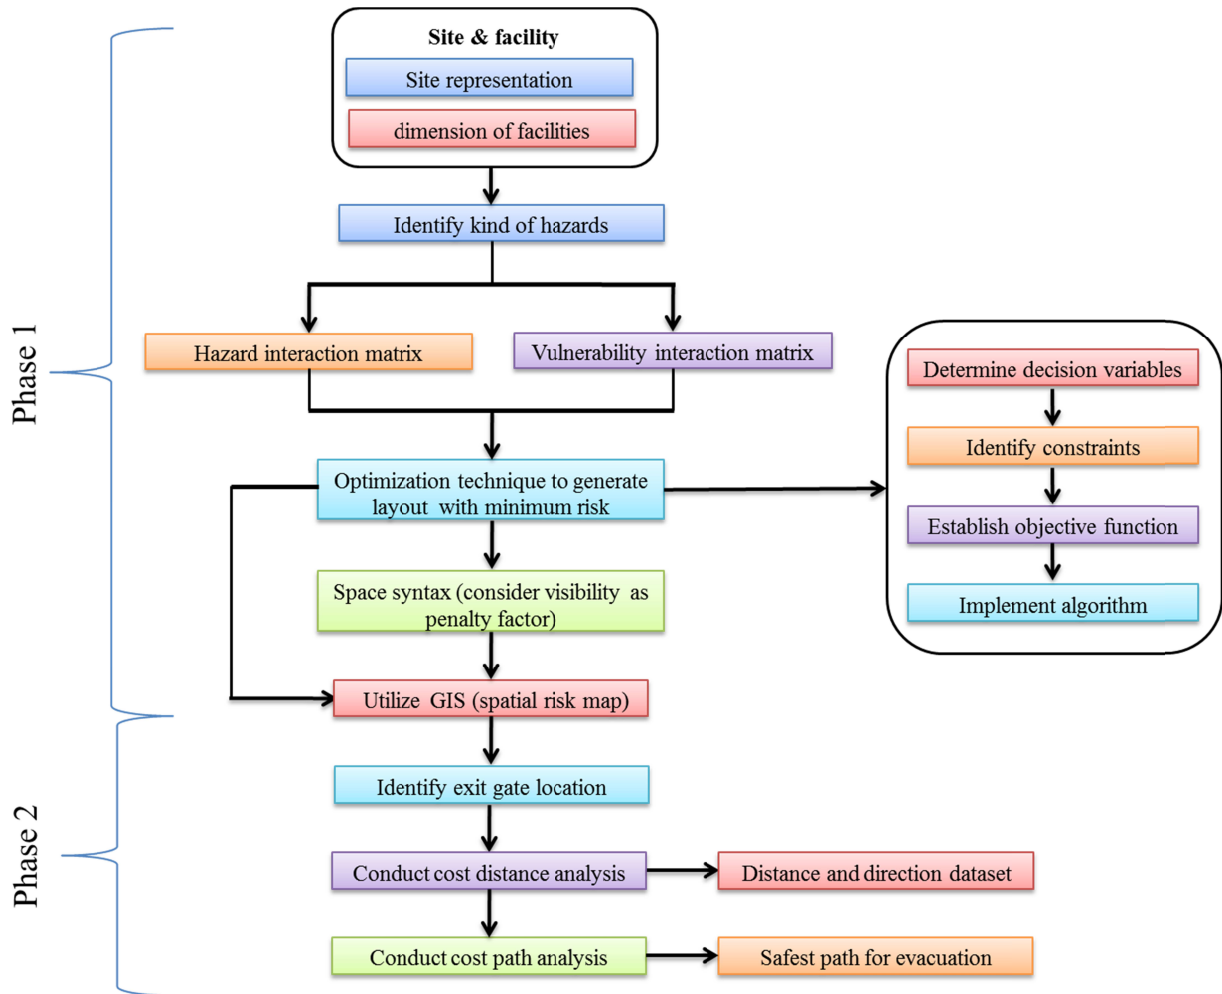 Site & facility
Site representation
dimension of facilities
Identify kind of hazards
Phase 1
Hazard interaction matrix
Vulnerability interaction matrix
Optimization technique to generate
layout with minimum risk
Determine decision variables
Identify constraints
Establish objective function
Implement algorithm
Space syntax (consider visibility as
penalty factor)
Utilize GIS (spatial risk map)
Phase 2
Identify exit gate location
Conduct cost distance analysis
Distance and direction dataset
Conduct cost path analysis
Safest path for evacuation